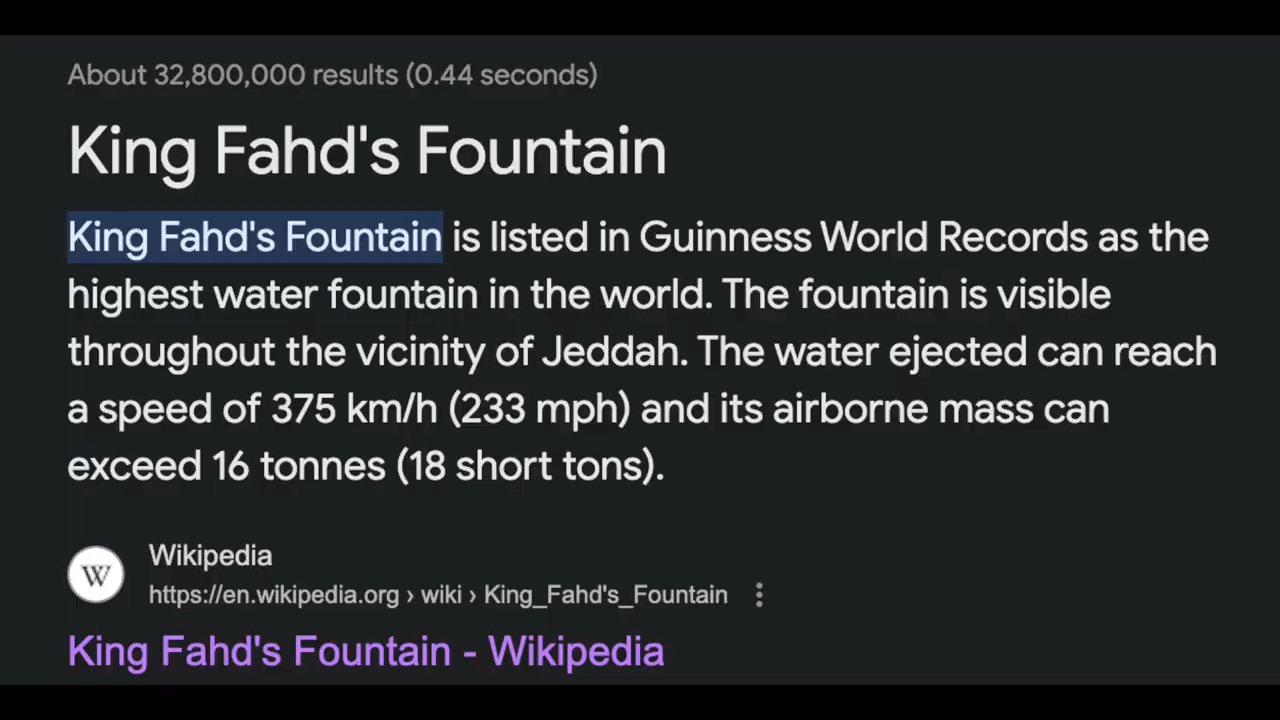 About 32,800,000 results (0.44 seconds)
King Fahd's Fountain
King Fahd's Fountain is listed in Guinness World Records as the
highest water fountain in the world. The fountain is visible
throughout the vicinity of Jeddah. The water ejected can reach
a speed of 375 km/h (233 mph) and its airborne mass can
exceed 16 tonnes (18 short tons).
W
Wikipedia
https://en.wikipedia.org › wiki › King_Fahd's_Fountain
King Fahd's Fountain - Wikipedia